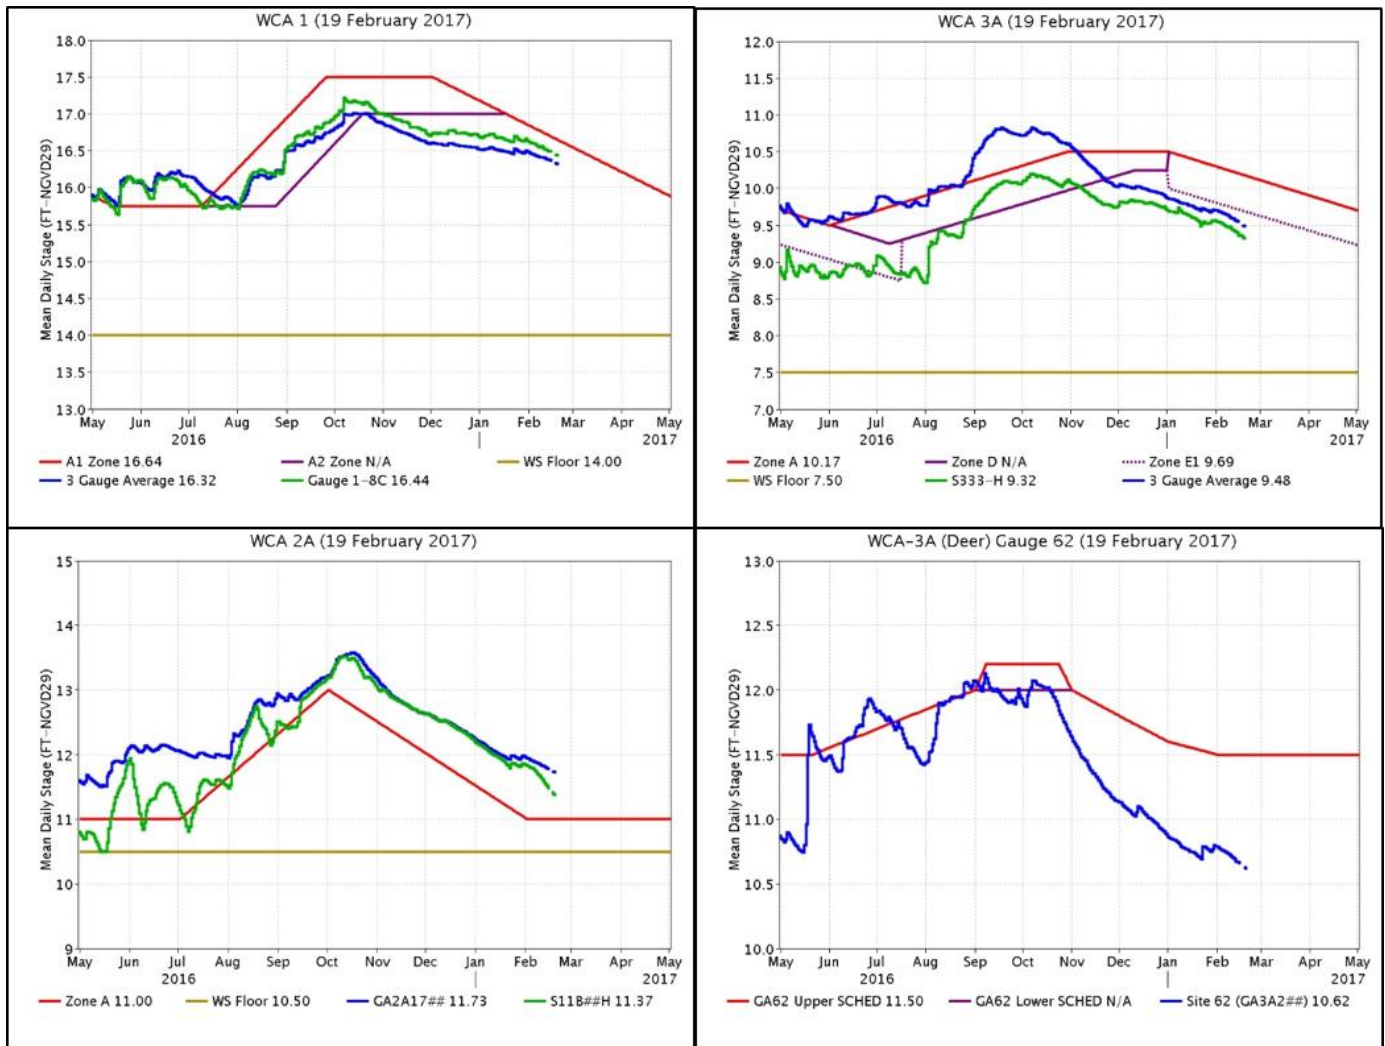 WCA 1 (19 February 2017)
Mean Daily Stage (FT-NGVD29)
18.0
17.5
17.0
16.5
16.0
15.5
15.0
14.5
14.0
13.5
13.0
May Jun Jul Aug Sep Oct Nov Dec Jan Feb Mar Apr May
2016 2017
A1 Zone 16.64 A2 Zone N/A WS Floor 14.00
3 Gauge Average 16.32 Gauge 1-8C 16.44
WCA 3A (19 February 2017)
Mean Daily Stage (FT-NGVD29)
12.0
11.5
11.0
10.5
10.0
9.5
9.0
8.5
8.0
7.5
7.0
May Jun Jul Aug Sep Oct Nov Dec Jan Feb Mar Apr May
2016 2017
Zone A 10.17 Zone D N/A Zone E1 9.69
WS Floor 7.50 S333-H 9.32 3 Gauge Average 9.48
WCA 2A (19 February 2017)
Mean Daily Stage (FT-NGVD29)
15
14
13
12
11
10
9
May Jun Jul Aug Sep Oct Nov Dec Jan Feb Mar Apr May
2016 2017
Zone A 11.00 WS Floor 10.50 GA2A17## 11.73 S11B##H 11.37
WCA-3A (Deer) Gauge 62 (19 February 2017)
Mean Daily Stage (FT-NGVD29)
13.0
12.5
12.0
11.5
11.0
10.5
10.0
May Jun Jul Aug Sep Oct Nov Dec Jan Feb Mar Apr May
2016 2017
GA62 Upper SCHED 11.50 GA62 Lower SCHED N/A Site 62 (GA3A2##) 10.62